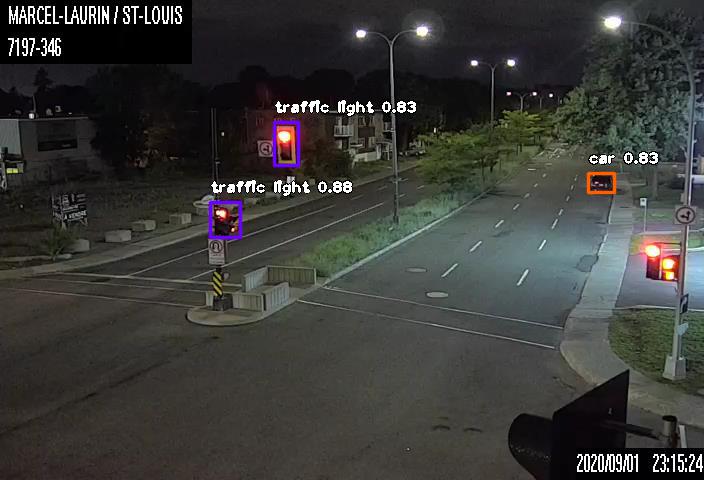 MARCEL-LAURIN / ST-LOUIS
7197-346
traffic light 0.83
car 0.83
traffic light 0.88
À VENDRE
2020/09/01 23:15:24